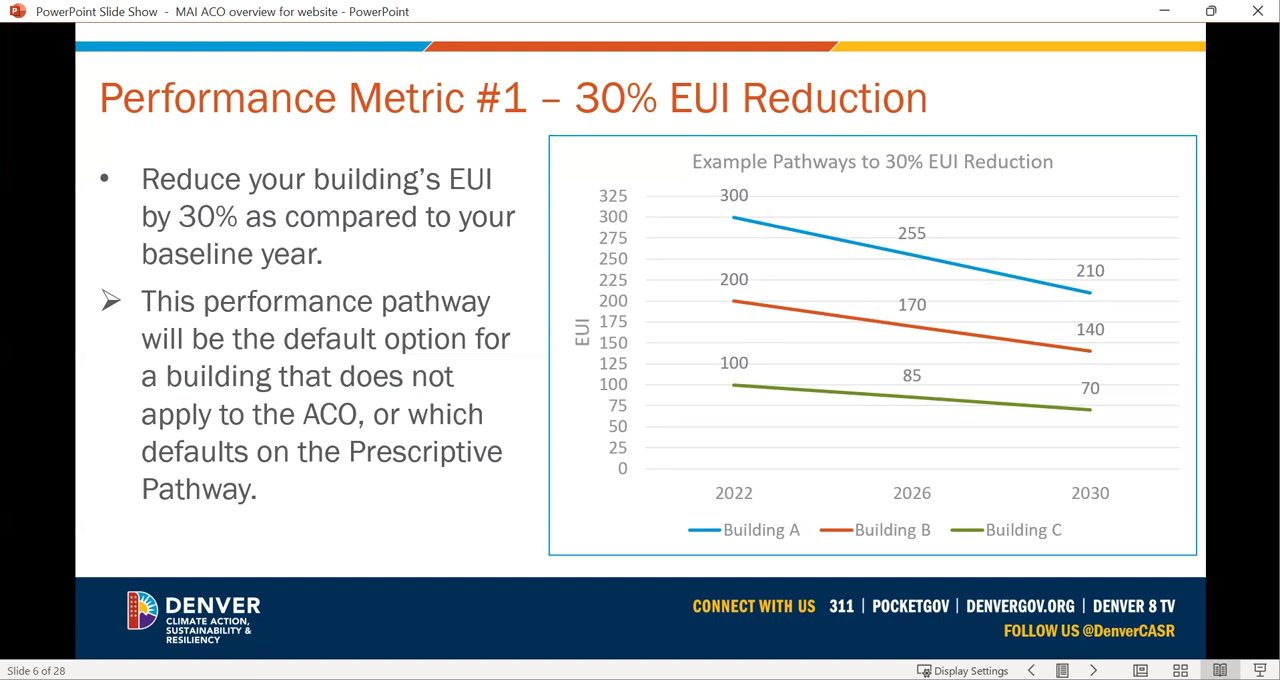 PowerPoint Slide Show - MAI ACO overview for website - PowerPoint
Performance Metric #1 – 30% EUI Reduction
• Reduce your building’s EUI
by 30% as compared to your
baseline year.
➢ This performance pathway
will be the default option for
a building that does not
apply to the ACO, or which
defaults on the Prescriptive
Pathway.
Example Pathways to 30% EUI Reduction
EUI
325
300
275
250
225
200
175
150
125
100
75
50
25
0
300
255
210
200
170
140
100
85
70
2022 2026 2030
Building A Building B Building C
DENVER
CLIMATE ACTION,
SUSTAINABILITY &
RESILIENCY
CONNECT WITH US 311 | POCKETGOV | DENVERGOV.ORG | DENVER 8 TV
FOLLOW US @DenverCASR
Slide 6 of 28
Display Settings